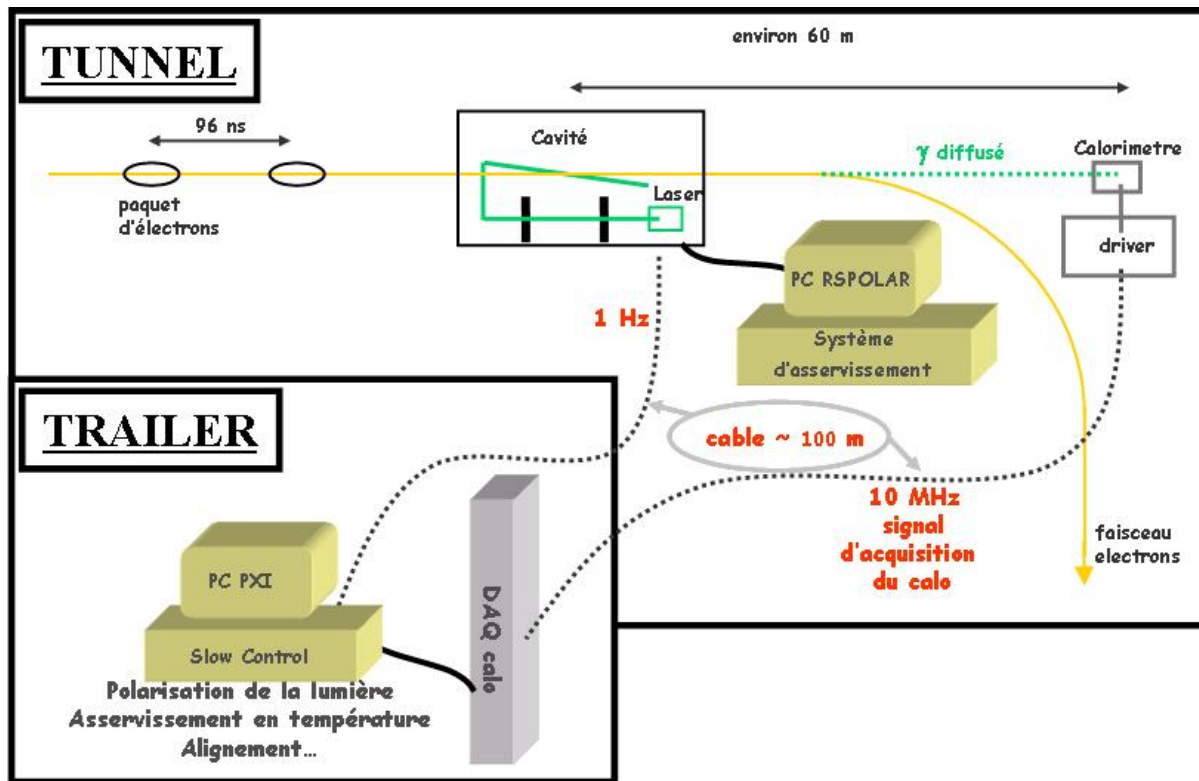 TUNNEL
environ 60 m
96 ns
Cavité
γ diffusé
Calorimetre
Laser
paquet
d'électrons
driver
PC RSPOLAR
1 Hz
Système
d'asservissement
TRAILER
cable ~ 100 m
10 MHz
signal
d'acquisition
du calo
faisceau
electrons
PC PXI
DAQ calo
Slow Control
Polarisation de la lumière
Asservissement en température
Alignement...